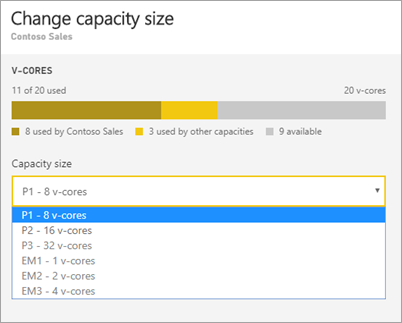 Change capacity size
Contoso Sales
V-CORES
11 of 20 used 20 v-cores
8 used by Contoso Sales 3 used by other capacities 9 available
Capacity size
P1 - 8 v-cores
P1 - 8 v-cores
P2 - 16 v-cores
P3 - 32 v-cores
EM1 - 1 v-cores
EM2 - 2 v-cores
EM3 - 4 v-cores